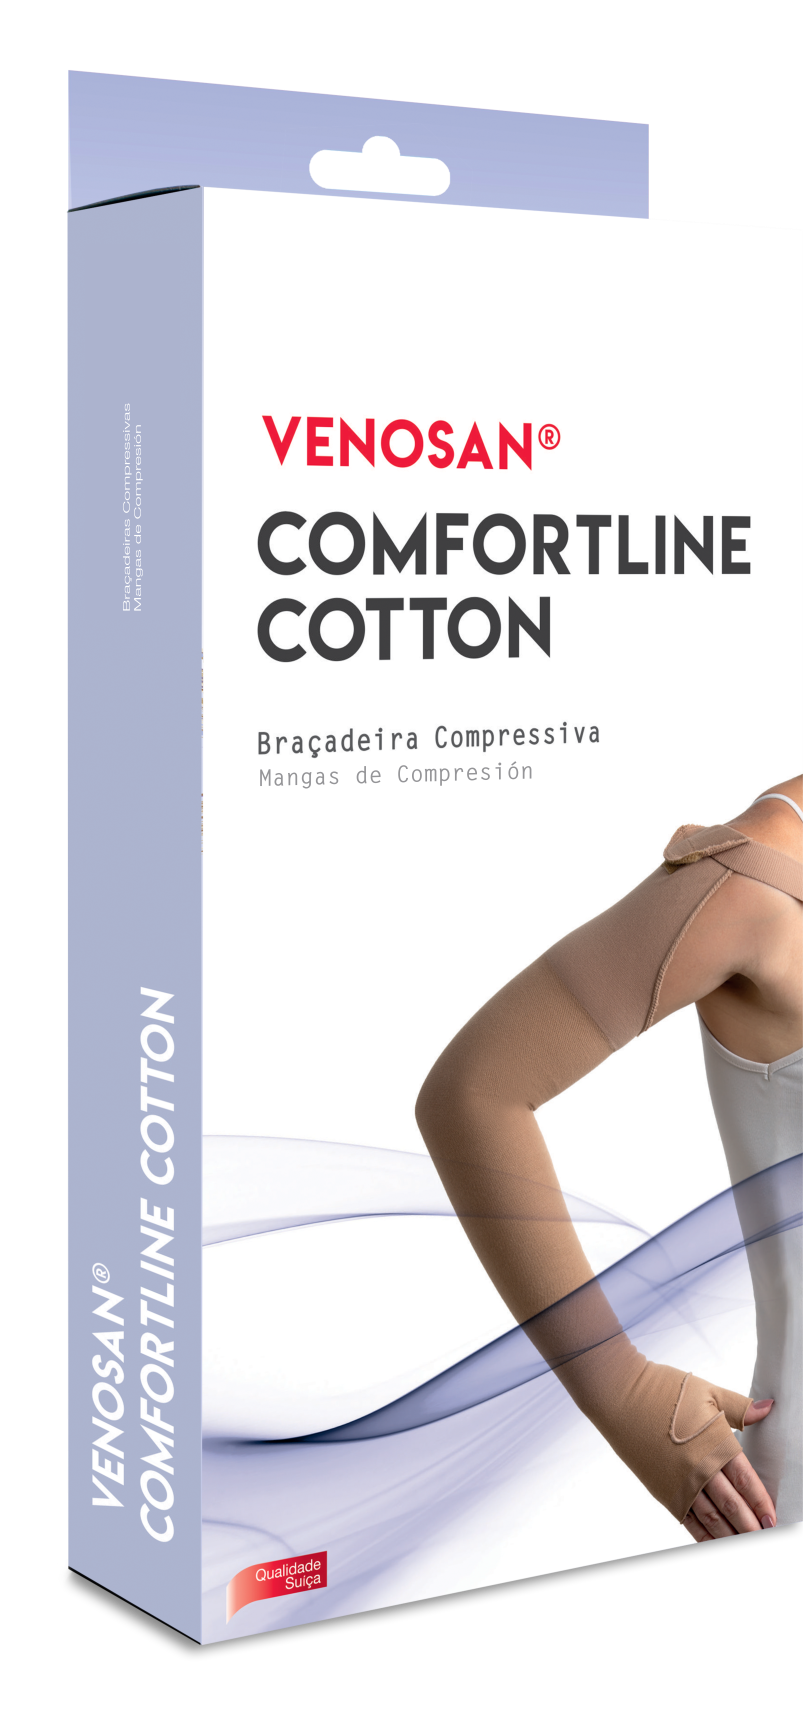 VENOSAN®
COMFORTLINE
COTTON
Braçadeira Compressiva
Mangas de Compresión
Braçadeiras Compressivas
Mangas de Compresión
VENOSAN®
COMFORTLINE COTTON
Qualidade
Suíça